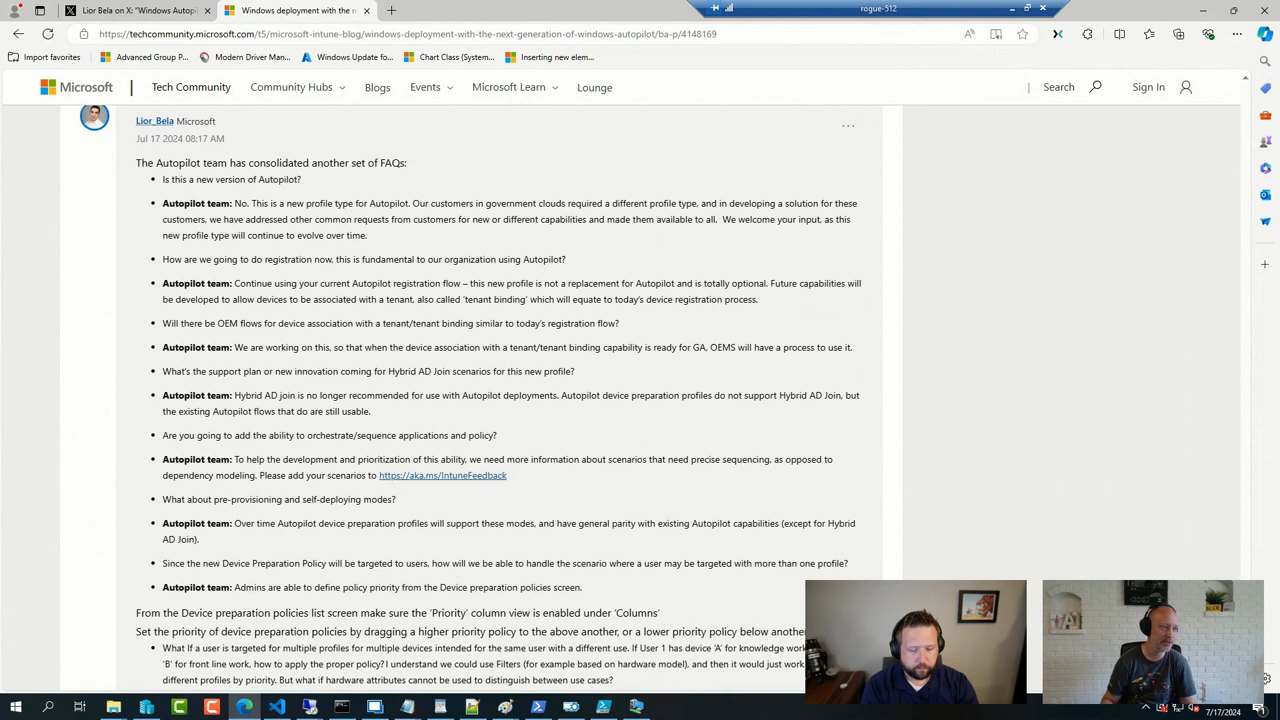 Lior Bela on X: "Windows Autopi
Windows deployment with the n
rogue-512
https://techcommunity.microsoft.com/t5/microsoft-intune-blog/windows-deployment-with-the-next-generation-of-windows-autopilot/ba-p/4148169
Import favorites
Advanced Group P...
Modern Driver Man...
Windows Update fo...
Chart Class (System...
Inserting new elem...
Microsoft
Tech Community
Community Hubs
Blogs
Events
Microsoft Learn
Lounge
Search
Sign In
Lior_Bela Microsoft
Jul 17 2024 08:17 AM
The Autopilot team has consolidated another set of FAQs:
• Is this a new version of Autopilot?
• Autopilot team: No. This is a new profile type for Autopilot. Our customers in government clouds required a different profile type, and in developing a solution for these
customers, we have addressed other common requests from customers for new or different capabilities and made them available to all. We welcome your input, as this
new profile type will continue to evolve over time.
• How are we going to do registration now, this is fundamental to our organization using Autopilot?
• Autopilot team: Continue using your current Autopilot registration flow – this new profile is not a replacement for Autopilot and is totally optional. Future capabilities will
be developed to allow devices to be associated with a tenant, also called ‘tenant binding’ which will equate to today’s device registration process.
• Will there be OEM flows for device association with a tenant/tenant binding similar to today’s registration flow?
• Autopilot team: We are working on this, so that when the device association with a tenant/tenant binding capability is ready for GA, OEMS will have a process to use it.
• What’s the support plan or new innovation coming for Hybrid AD Join scenarios for this new profile?
• Autopilot team: Hybrid AD join is no longer recommended for use with Autopilot deployments. Autopilot device preparation profiles do not support Hybrid AD Join, but
the existing Autopilot flows that do are still usable.
• Are you going to add the ability to orchestrate/sequence applications and policy?
• Autopilot team: To help the development and prioritization of this ability, we need more information about scenarios that need precise sequencing, as opposed to
dependency modeling. Please add your scenarios to https://aka.ms/IntuneFeedback
• What about pre-provisioning and self-deploying modes?
• Autopilot team: Over time Autopilot device preparation profiles will support these modes, and have general parity with existing Autopilot capabilities (except for Hybrid
AD Join).
• Since the new Device Preparation Policy will be targeted to users, how will we be able to handle the scenario where a user may be targeted with more than one profile?
• Autopilot team: Admins are able to define policy priority from the Device preparation policies screen.
From the Device preparation policies list screen make sure the ‘Prority’ column view is enabled under ‘Columns’
Set the priority of device preparation policies by dragging a higher priority policy to the above another, or a lower priority policy below another
• What If a user is targeted for multiple profiles for multiple devices intended for the same user with a different use. If User 1 has device ‘A’ for knowledge work
‘B’ for front line work, how to apply the proper policy? I understand we could use Filters (for example based on hardware model), and then it would just work
different profiles by priority. But what if hardware attributes cannot be used to distinguish between use cases?
7/17/2024